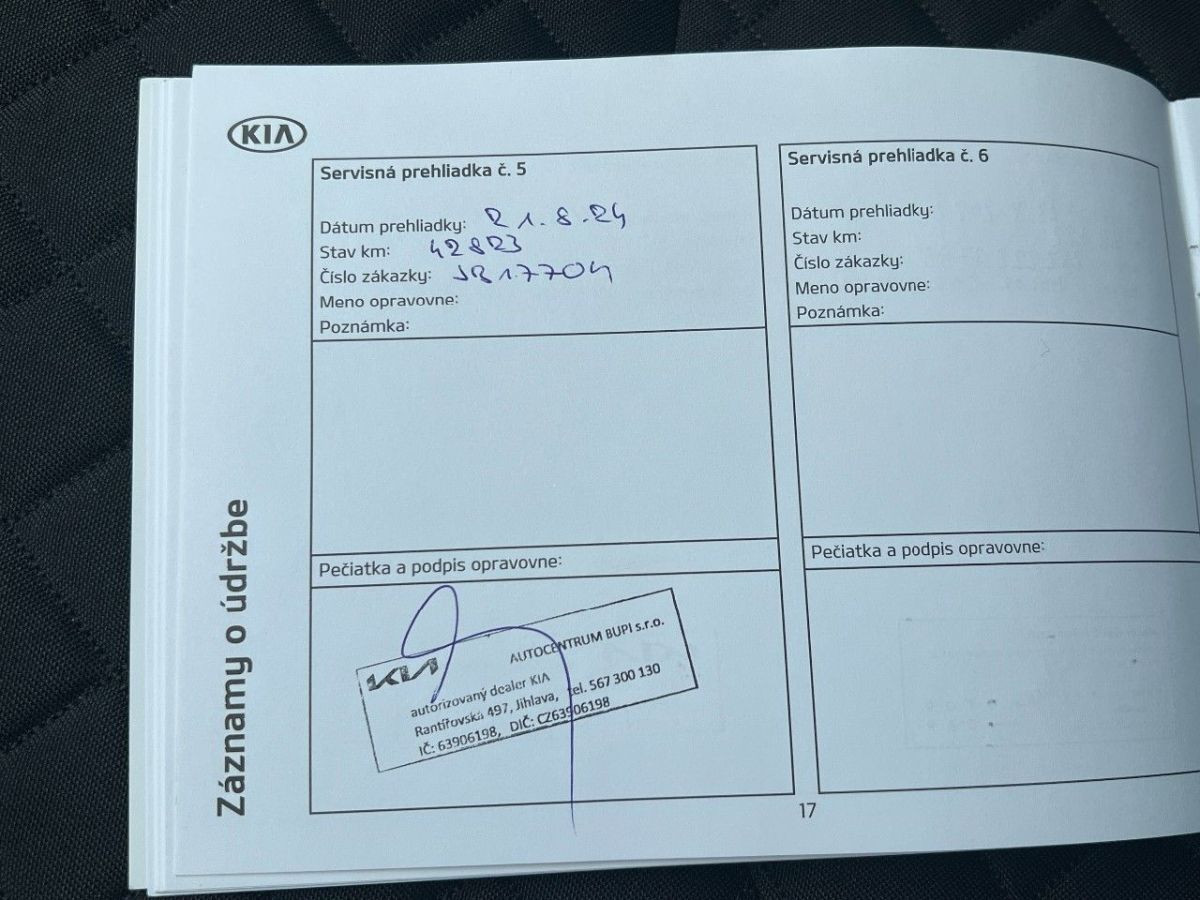 KIA
Servisná prehliadka č. 5
Dátum prehliadky: 21.8.24
Stav km: 42823
Číslo zákazky: JR17704
Meno opravovne:
Poznámka:
Pečiatka a podpis opravovne:
KIA
AUTOCENTRUM BUPI s.r.o.
autorizovaný dealer KIA
Rantířovská 497, Jihlava, tel. 567 300 130
IČ: 63906198, DIČ: CZ63906198
Servisná prehliadka č. 6
Dátum prehliadky:
Stav km:
Číslo zákazky:
Meno opravovne:
Poznámka:
Pečiatka a podpis opravovne:
Záznamy o údržbe
17